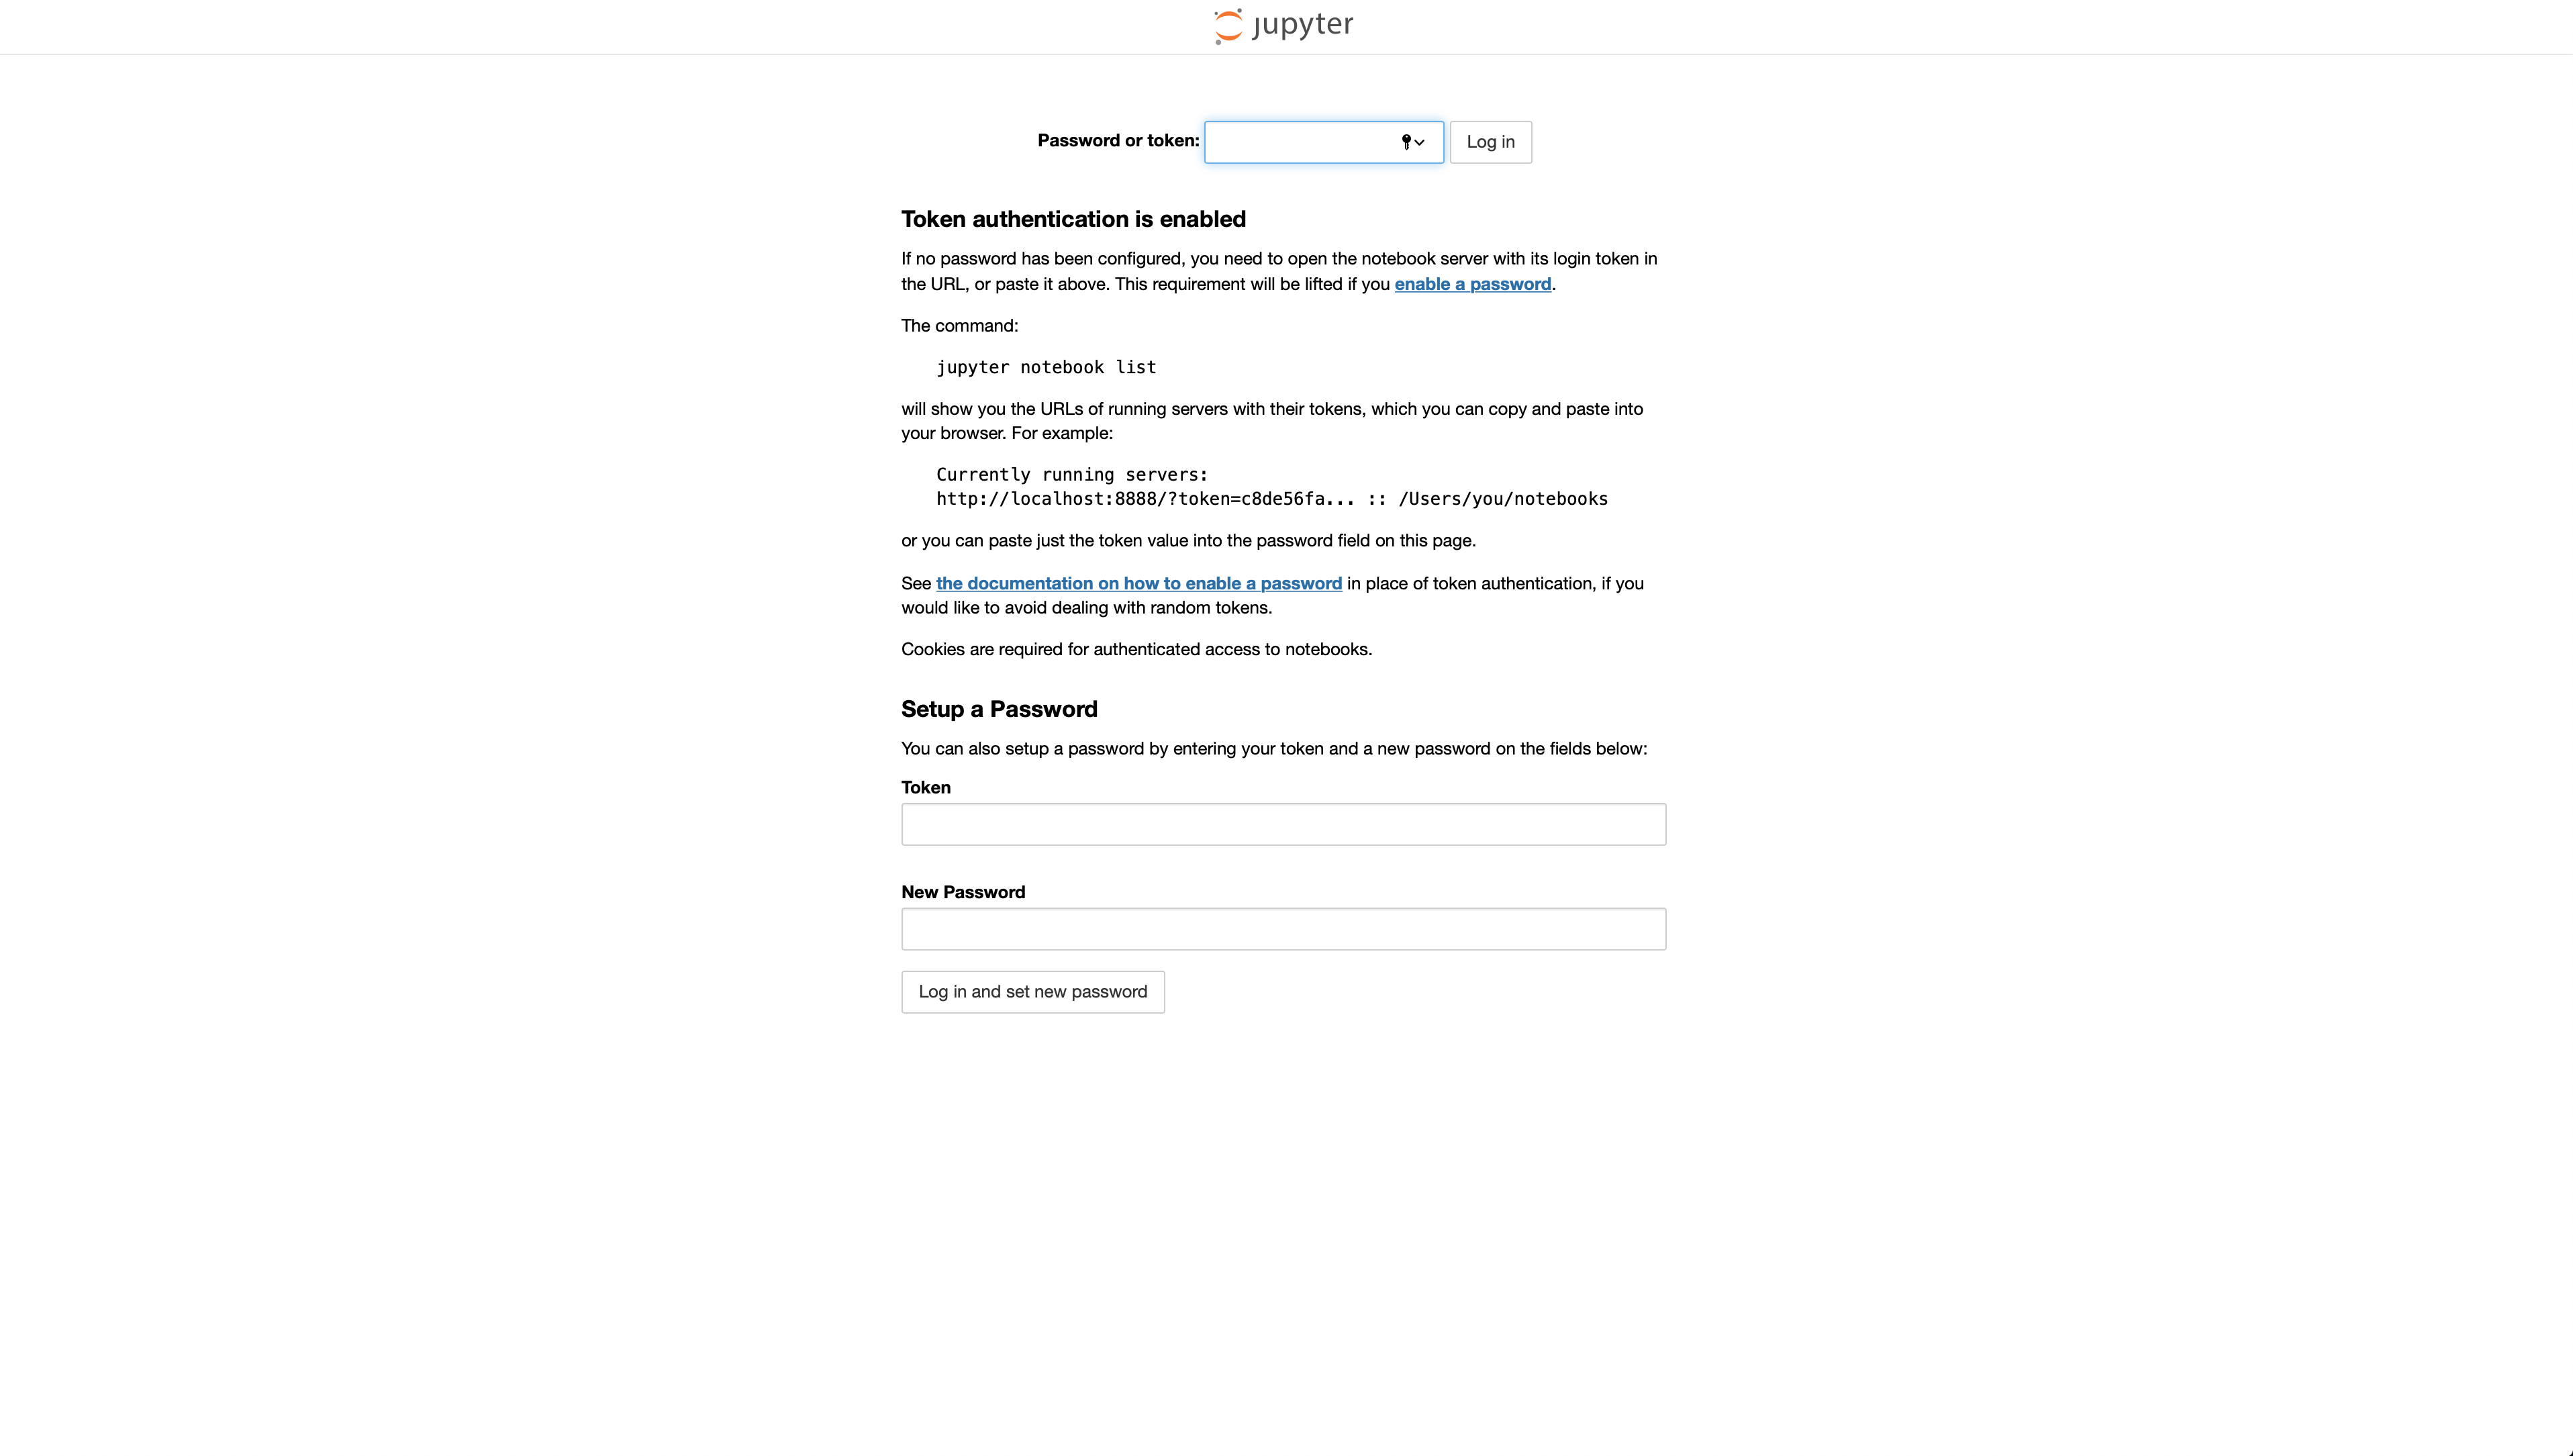 jupyter
Password or token:
Log in
Token authentication is enabled
If no password has been configured, you need to open the notebook server with its login token in
the URL, or paste it above. This requirement will be lifted if you enable a password.
The command:
jupyter notebook list
will show you the URLs of running servers with their tokens, which you can copy and paste into
your browser. For example:
Currently running servers:
http://localhost:8888/?token=c8de56fa... :: /Users/you/notebooks
or you can paste just the token value into the password field on this page.
See the documentation on how to enable a password in place of token authentication, if you
would like to avoid dealing with random tokens.
Cookies are required for authenticated access to notebooks.
Setup a Password
You can also setup a password by entering your token and a new password on the fields below:
Token
New Password
Log in and set new password